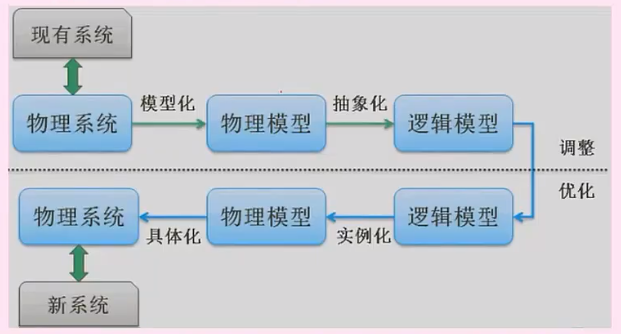 现有系统
模型化
抽象化
物理系统
物理模型
逻辑模型
调整
优化
物理系统
物理模型
逻辑模型
具体化
实例化
新系统